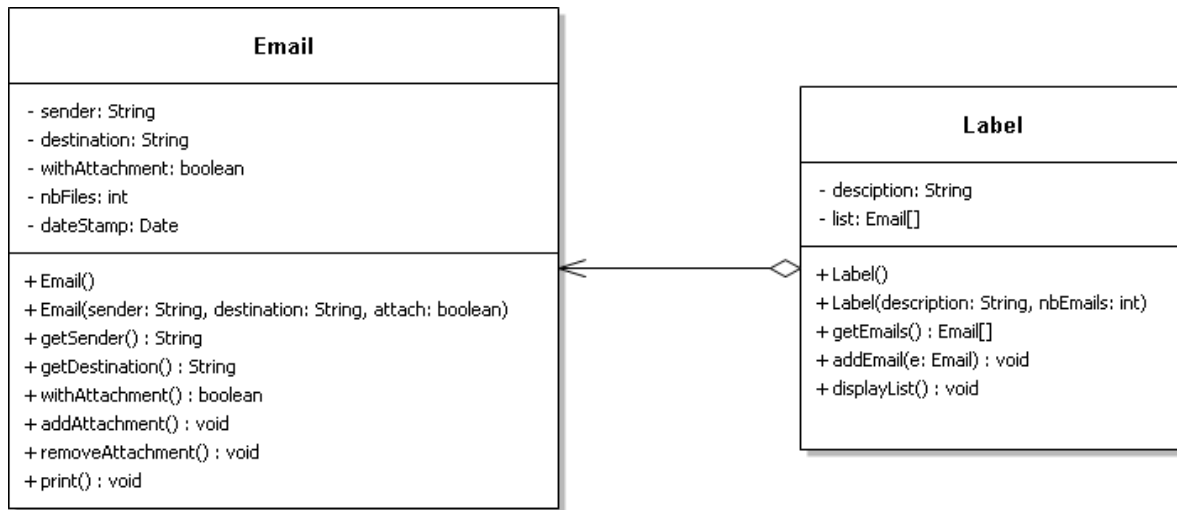 Email
- sender: String
- destination: String
- withAttachment: boolean
- nbFiles: int
- dateStamp: Date
+ Email()
+ Email(sender: String, destination: String, attach: boolean)
+ getSender() : String
+ getDestination() : String
+ withAttachment() : boolean
+ addAttachment() : void
+ removeAttachment() : void
+ print() : void
Label
- desciption: String
- list: Email[]
+ Label()
+ Label(description: String, nbEmails: int)
+ getEmails() : Email[]
+ addEmail(e: Email) : void
+ displayList() : void